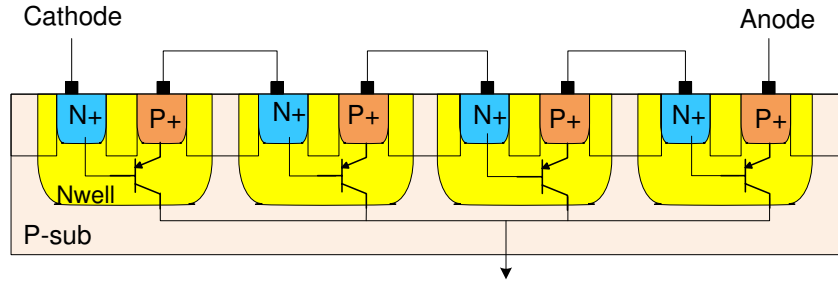 Cathode
Anode
N+
P+
N+
P+
N+
P+
N+
P+
Nwell
P-sub